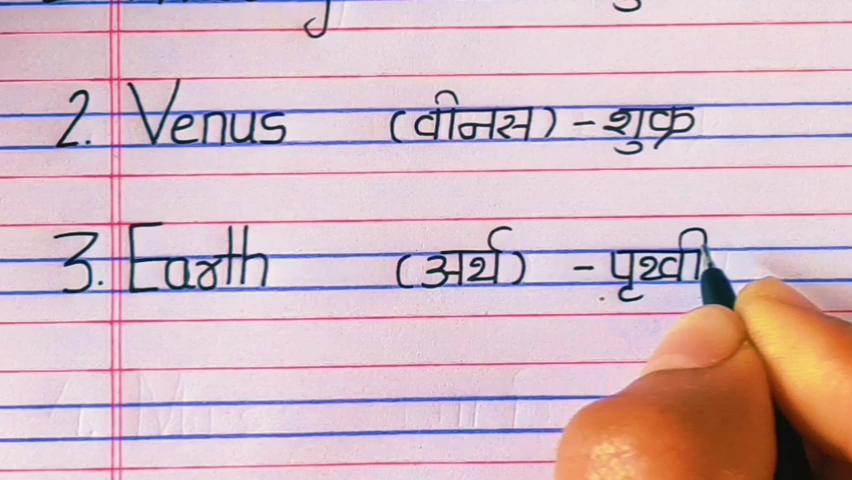 2. Venus (वीनस) - शुक्र
3. Earth (अर्थ) - पृथ्वी